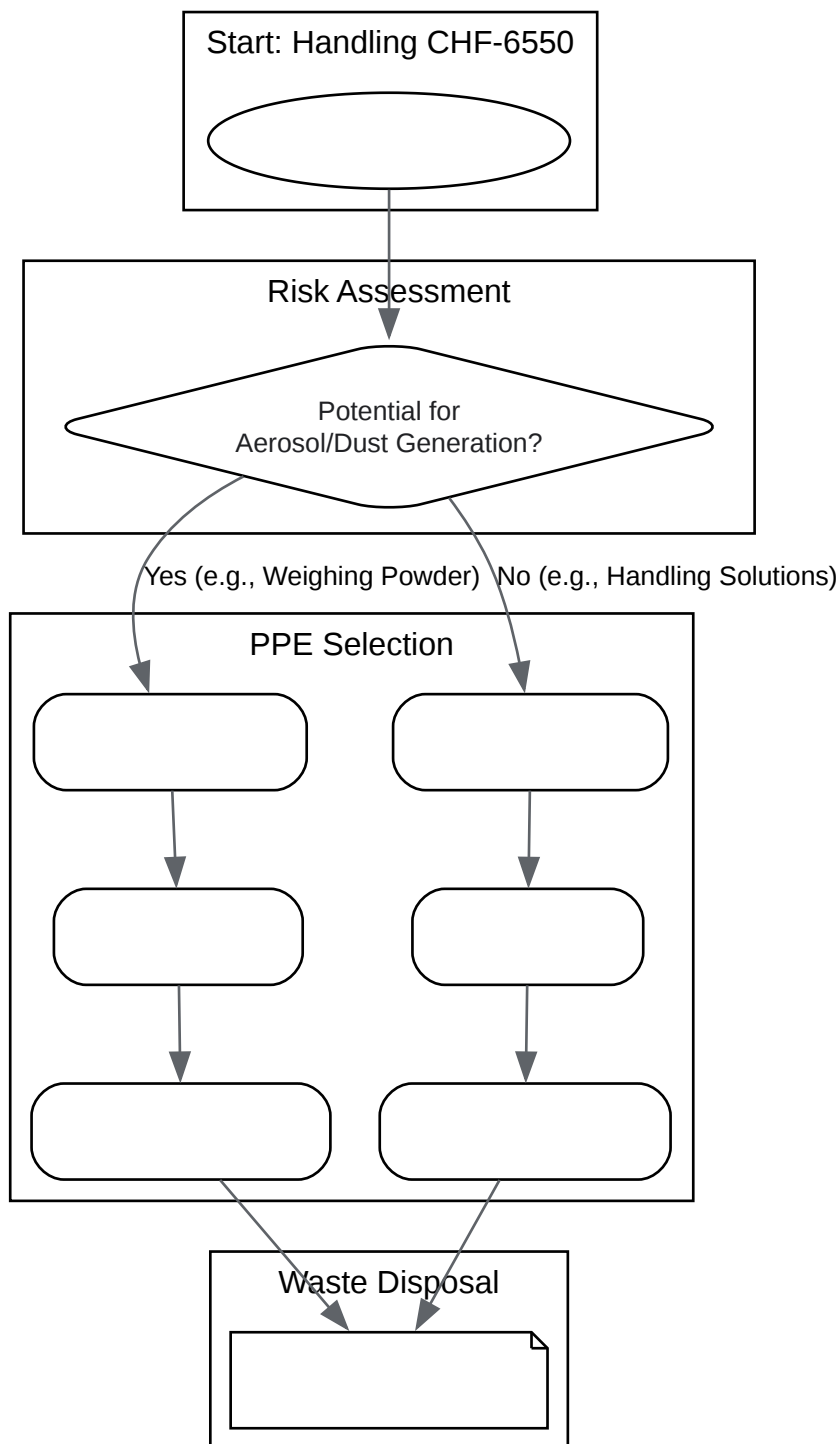 Start: Handling CHF-6550
Risk Assessment
Potential for
Aerosol/Dust Generation?
Yes (e.g., Weighing Powder)
No (e.g., Handling Solutions)
PPE Selection
Waste Disposal